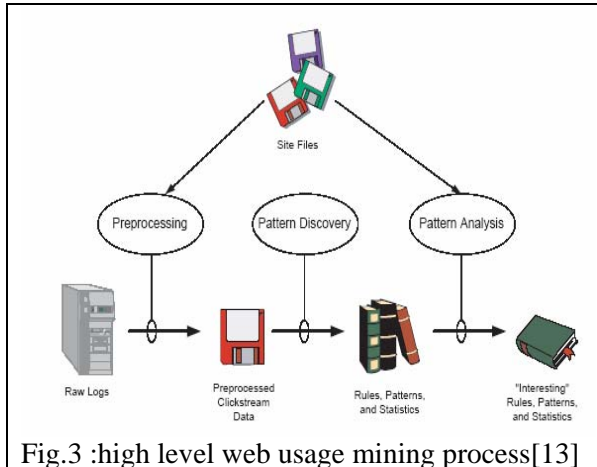 Site Files
Preprocessing
Pattern Discovery
Pattern Analysis
Raw Logs
Preprocessed
Clickstream
Data
Rules, Patterns,
and Statistics
"Interesting"
Rules, Patterns,
and Statistics
Fig.3 :high level web usage mining process[13]